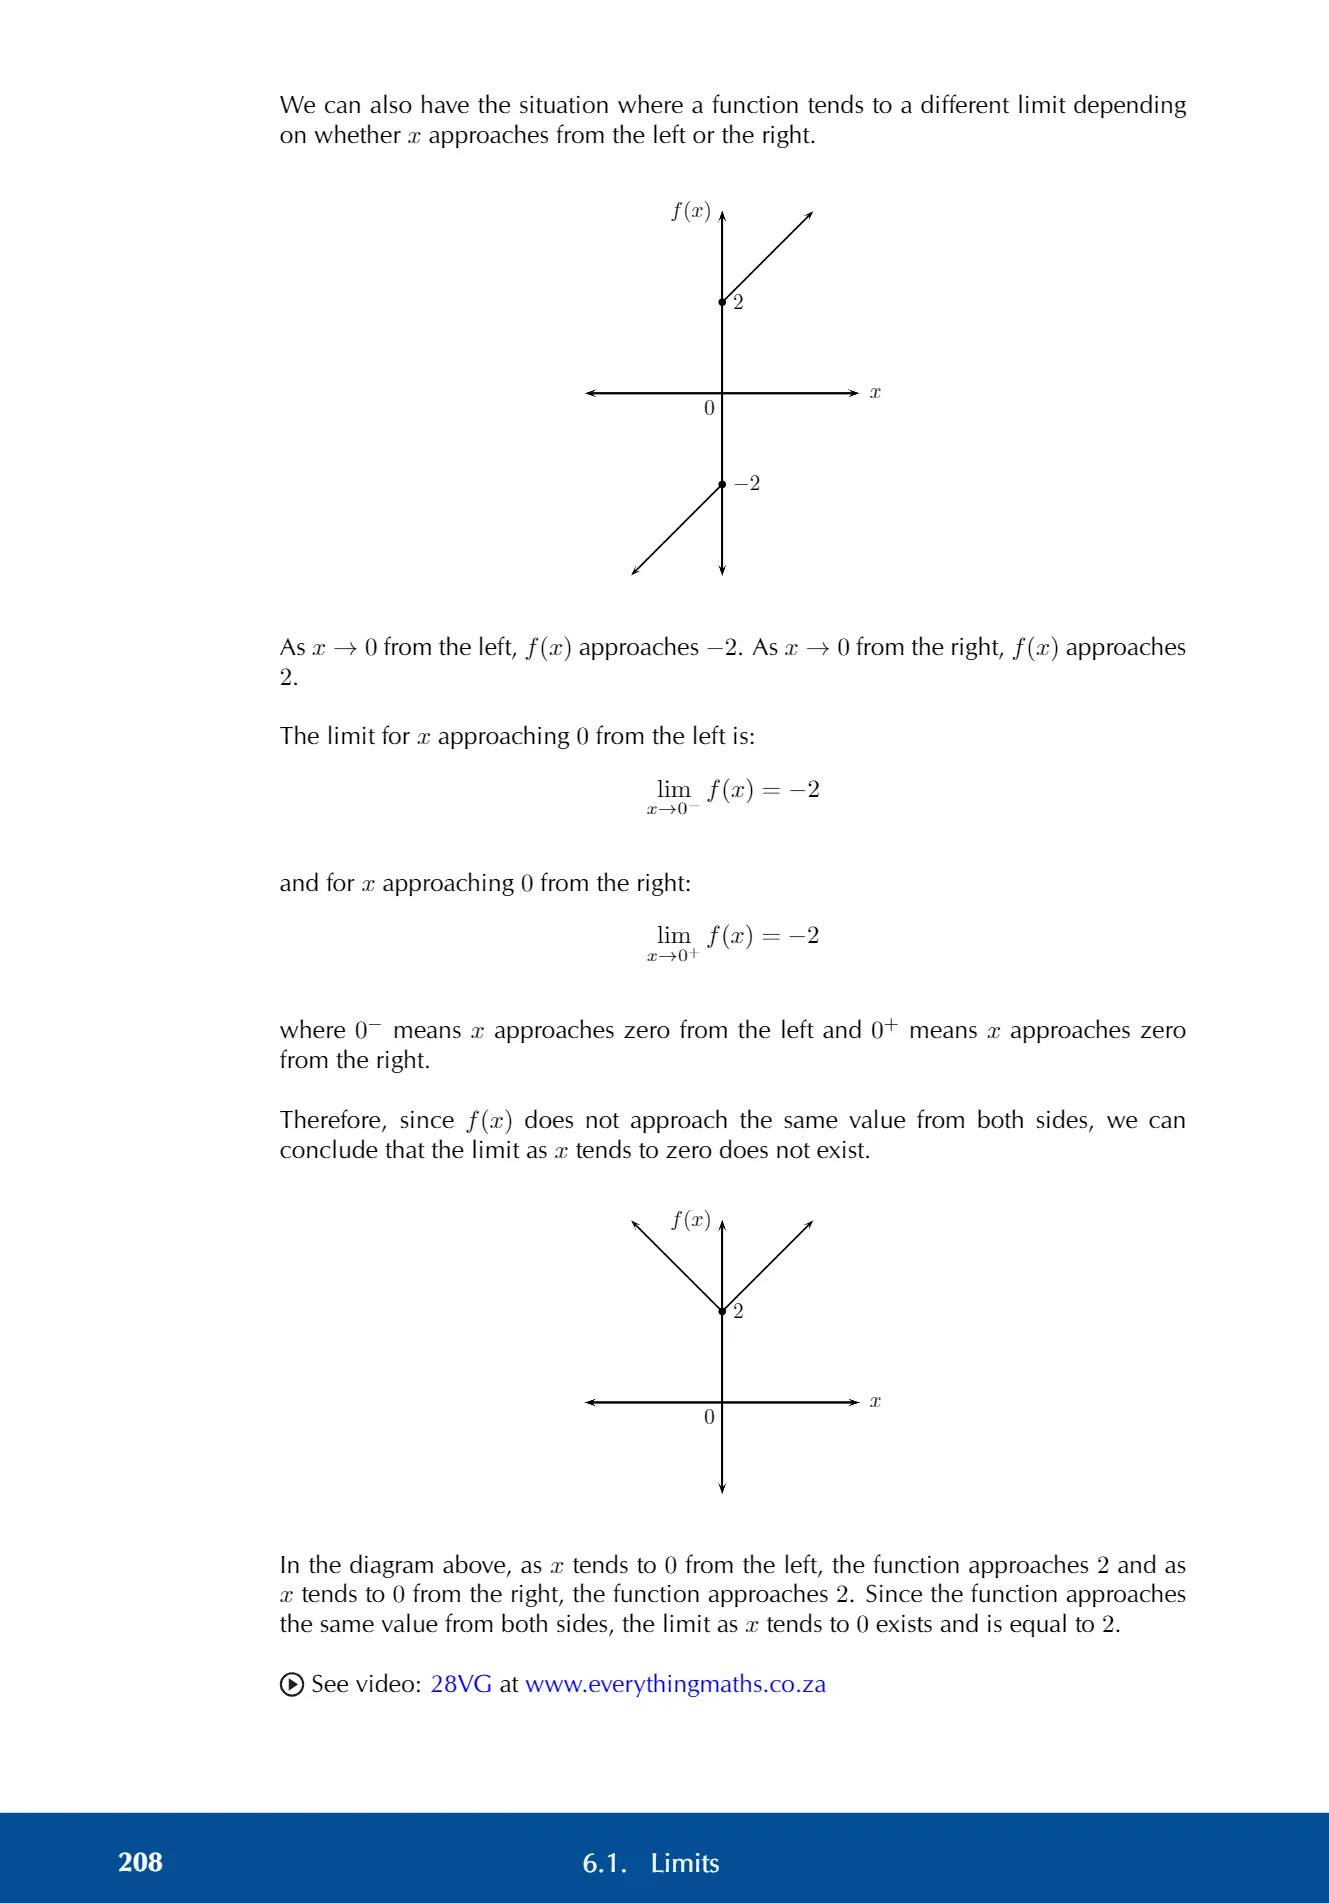 We can also have the situation where a function tends to a different limit depending
on whether x approaches from the left or the right.
f(x)
2
x
0
−2
As x → 0 from the left, f(x) approaches −2. As x → 0 from the right, f(x) approaches
2.
The limit for x approaching 0 from the left is:
lim f(x) = −2
x→0⁻
and for x approaching 0 from the right:
lim f(x) = −2
x→0⁺
where 0⁻ means x approaches zero from the left and 0⁺ means x approaches zero
from the right.
Therefore, since f(x) does not approach the same value from both sides, we can
conclude that the limit as x tends to zero does not exist.
f(x)
2
x
0
In the diagram above, as x tends to 0 from the left, the function approaches 2 and as
x tends to 0 from the right, the function approaches 2. Since the function approaches
the same value from both sides, the limit as x tends to 0 exists and is equal to 2.
See video: 28VG at www.everythingmaths.co.za
208 6.1. Limits